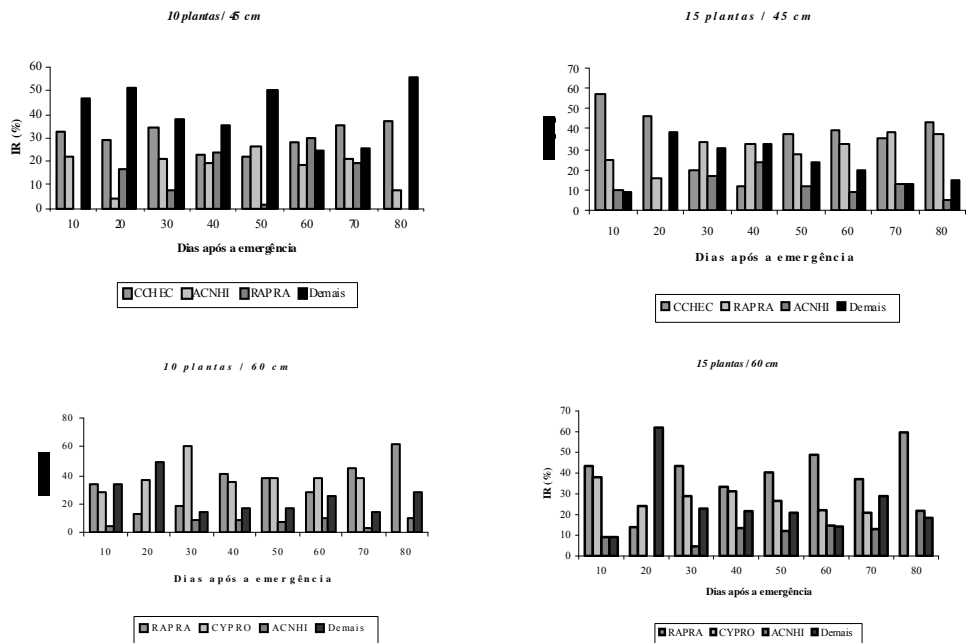 10 plantas / 45 cm
15 plantas / 45 cm
60
50
40
30
20
10
0
IR (%)
10 20 30 40 50 60 70 80
Dias após a emergência
CCHEC ACNHI RAPRA Demais
70
60
50
40
30
20
10
0
10 20 30 40 50 60 70 80
Dias após a emergência
CCHEC RAPRA ACNHI Demais
10 plantas / 60 cm
15 plantas / 60 cm
80
60
40
20
0
10 20 30 40 50 60 70 80
Dias após a emergência
RAPRA CYPRO ACNHI Demais
70
60
50
40
30
20
10
0
IR (%)
10 20 30 40 50 60 70 80
Dias após a emergência
RAPRA CYPRO ACNHI Demais